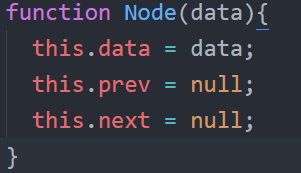 function Node(data){
  this.data = data;
  this.prev = null;
  this.next = null;
}